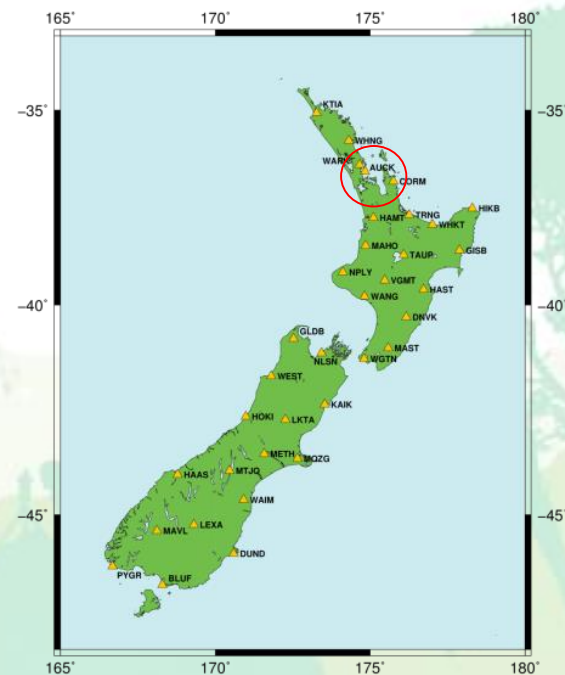 165° 170° 175° 180°
−35° −35°
−40° −40°
−45° −45°
165° 170° 175° 180°
KTIA
WHNG
WARK
AUCK
CORM
HIKB
HAMT
TRNG
WHKT
MAHO
TAUP
GISB
NPLY
VGMT
HAST
WANG
DNVK
GLDB
MAST
NLSN
WGTN
WEST
KAIK
HOKI
LKTA
METH
MQZG
HAAS
MTJO
WAIM
LEXA
MAVL
DUND
PYGR
BLUF